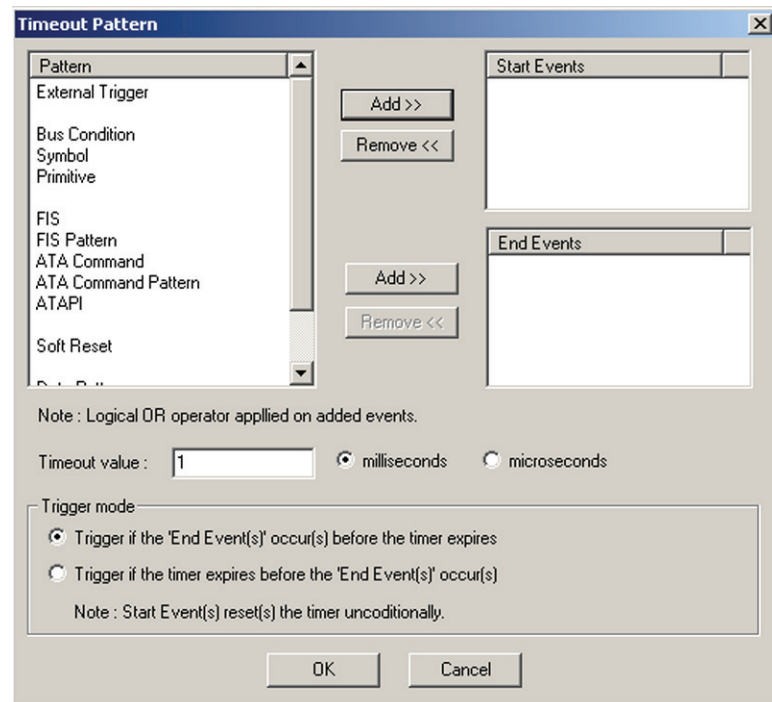 Timeout Pattern
Pattern
External Trigger
Bus Condition
Symbol
Primitive
FIS
FIS Pattern
ATA Command
ATA Command Pattern
ATAPI
Soft Reset
Add >>
Remove <<
Start Events
Add >>
Remove <<
End Events
Note : Logical OR operator appllied on added events.
Timeout value : 1 milliseconds microseconds
Trigger mode
Trigger if the 'End Event(s)' occur(s) before the timer expires
Trigger if the timer expires before the 'End Event(s)' occur(s)
Note : Start Event(s) reset(s) the timer uncoditionally.
OK Cancel